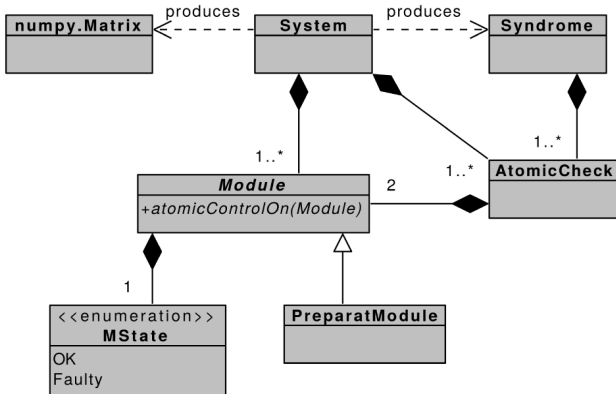 produces
produces
numpy.Matrix
System
Syndrome
1..*
1..*
1..*
Module
+atomicControlOn(Module)
2
AtomicCheck
1
<<enumeration>>
MState
OK
Faulty
PreparatModule